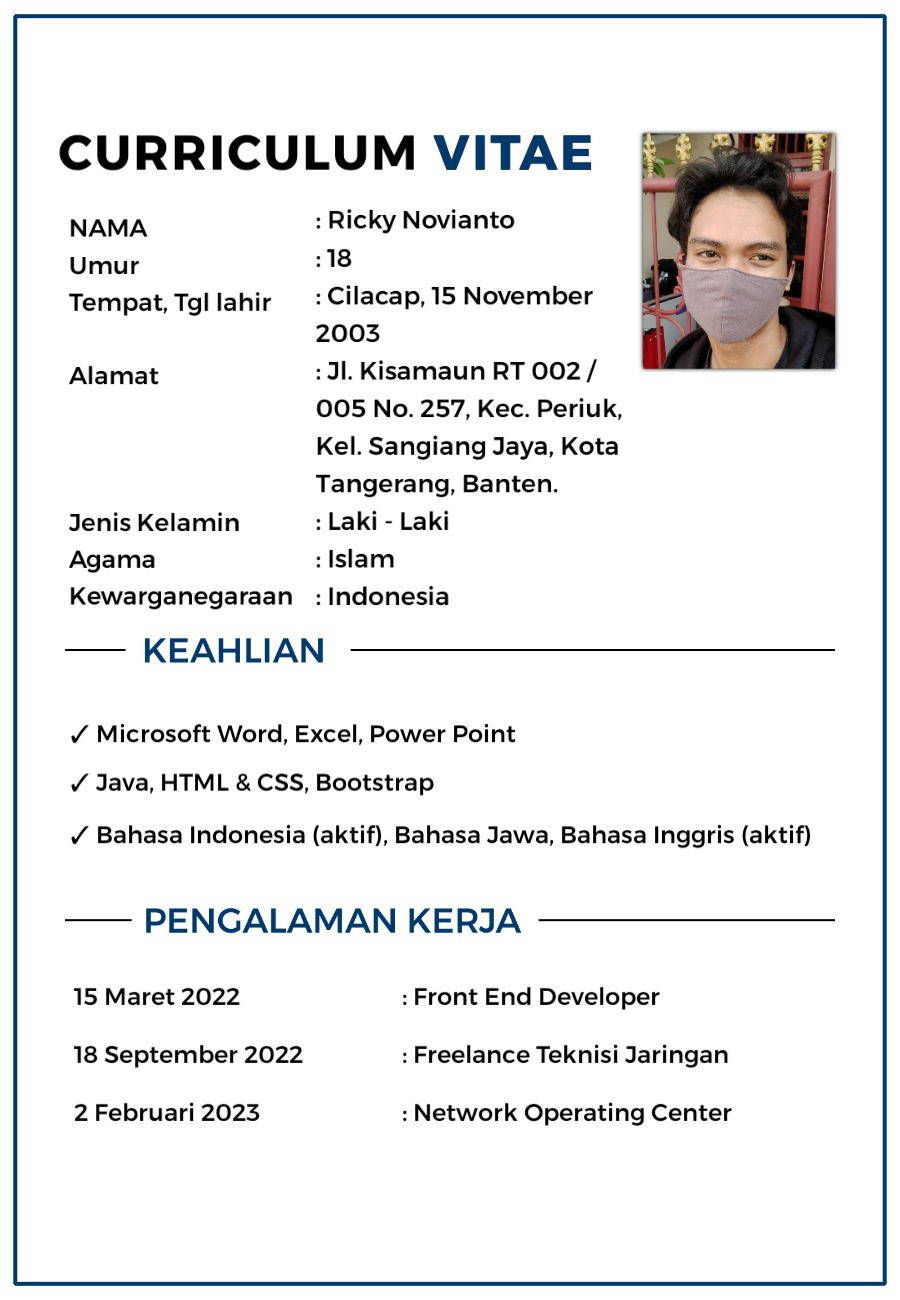 CURRICULUM VITAE
NAMA : Ricky Novianto
Umur : 18
Tempat, Tgl lahir : Cilacap, 15 November
2003
Alamat : Jl. Kisamaun RT 002 /
005 No. 257, Kec. Periuk,
Kel. Sangiang Jaya, Kota
Tangerang, Banten.
Jenis Kelamin : Laki - Laki
Agama : Islam
Kewarganegaraan : Indonesia
KEAHLIAN
✓ Microsoft Word, Excel, Power Point
✓ Java, HTML & CSS, Bootstrap
✓ Bahasa Indonesia (aktif), Bahasa Jawa, Bahasa Inggris (aktif)
PENGALAMAN KERJA
15 Maret 2022 : Front End Developer
18 September 2022 : Freelance Teknisi Jaringan
2 Februari 2023 : Network Operating Center